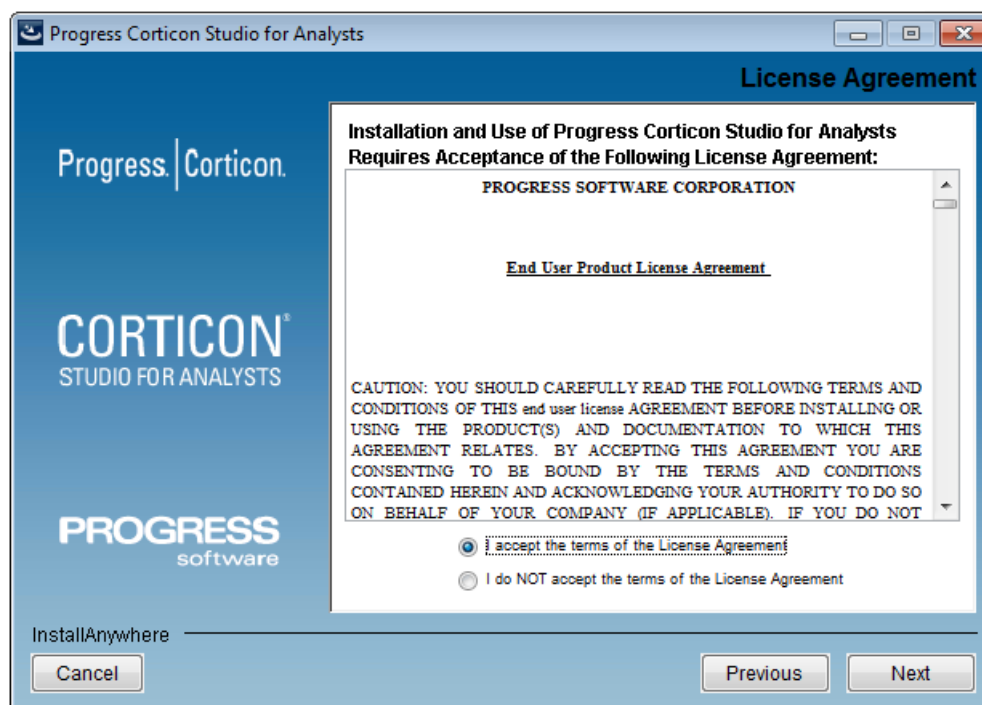 Progress Corticon Studio for Analysts
License Agreement
Progress. Corticon.
CORTICON®
STUDIO FOR ANALYSTS
PROGRESS
software
Installation and Use of Progress Corticon Studio for Analysts
Requires Acceptance of the Following License Agreement:
PROGRESS SOFTWARE CORPORATION
End User Product License Agreement
CAUTION: YOU SHOULD CAREFULLY READ THE FOLLOWING TERMS AND
CONDITIONS OF THIS end user license AGREEMENT BEFORE INSTALLING OR
USING THE PRODUCT(S) AND DOCUMENTATION TO WHICH THIS
AGREEMENT RELATES. BY ACCEPTING THIS AGREEMENT YOU ARE
CONSENTING TO BE BOUND BY THE TERMS AND CONDITIONS
CONTAINED HEREIN AND ACKNOWLEDGING YOUR AUTHORITY TO DO SO
ON BEHALF OF YOUR COMPANY (IF APPLICABLE). IF YOU DO NOT
I accept the terms of the License Agreement
I do NOT accept the terms of the License Agreement
InstallAnywhere
Cancel
Previous
Next